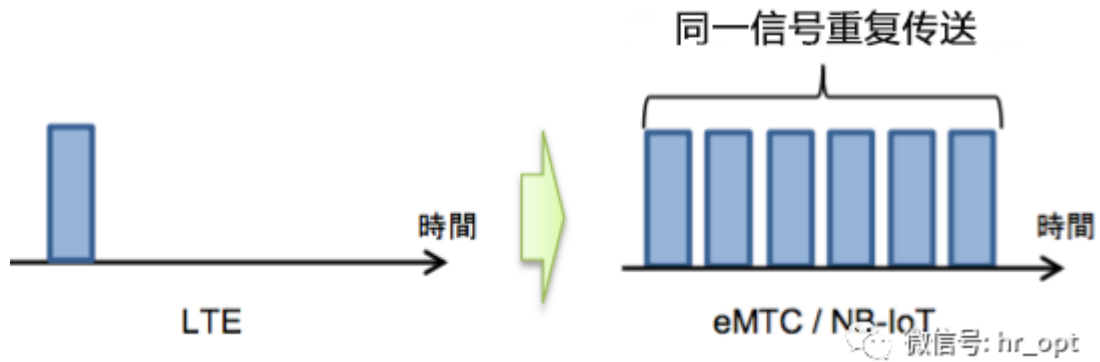 同一信号重复传送
時間
時間
LTE
eMTC / NB-IoT
微信号: hr_opt